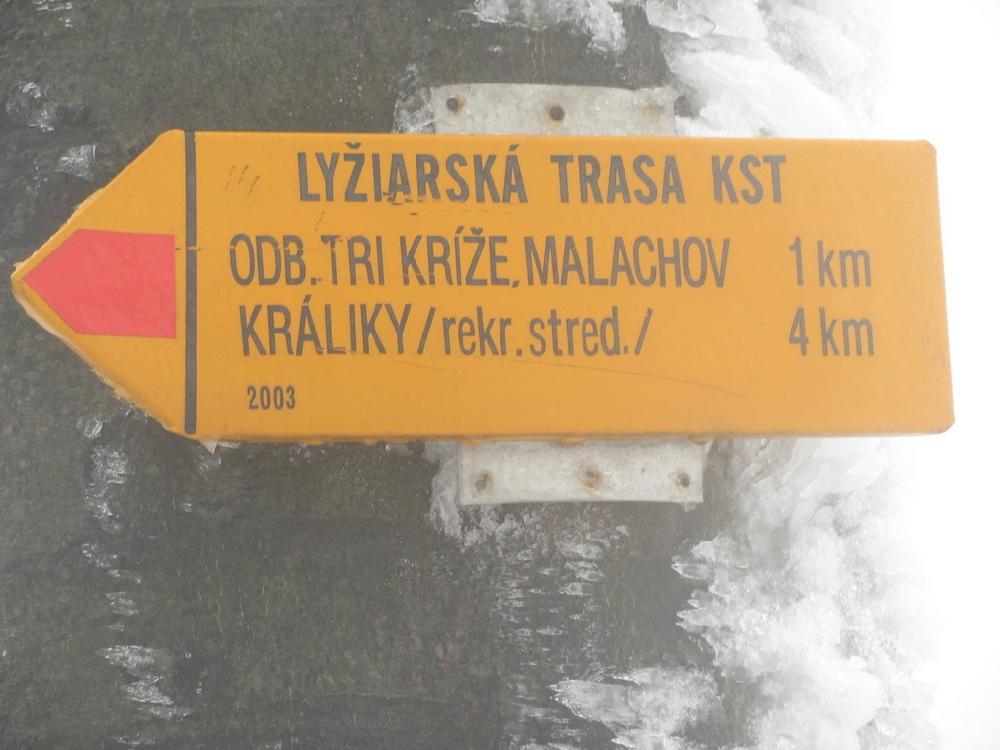 LYŽIARSKÁ TRASA KST
ODB. TRI KRÍŽE, MALACHOV 1 km
KRÁLIKY /rekr. stred./ 4 km
2003